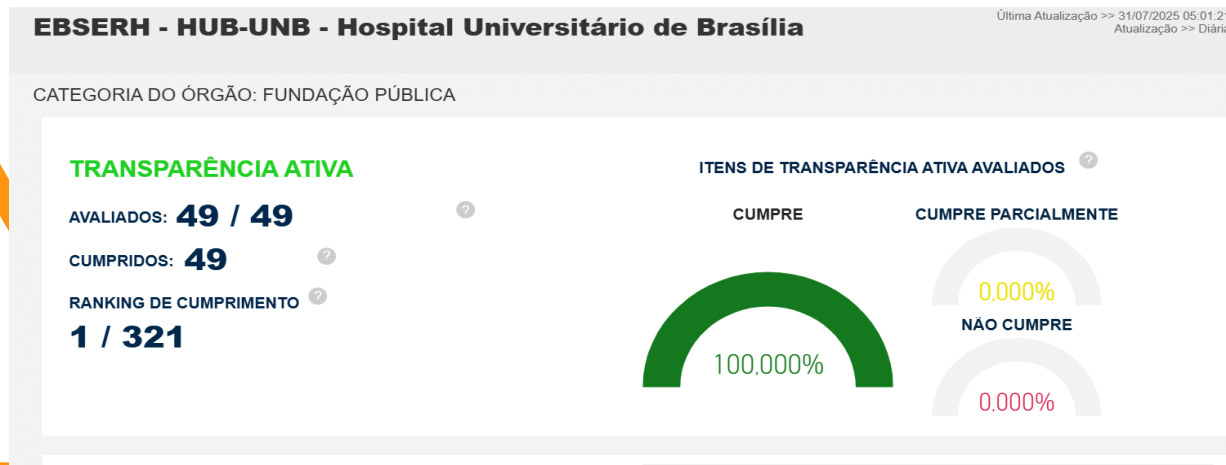 EBSERH - HUB-UNB - Hospital Universitário de Brasília
Última Atualização >> 31/07/2025 05:01:21
Atualização >> Diária
CATEGORIA DO ÓRGÃO: FUNDAÇÃO PÚBLICA
TRANSPARÊNCIA ATIVA
AVALIADOS: 49 / 49 ?
CUMPRIDOS: 49 ?
RANKING DE CUMPRIMENTO ?
1 / 321
ITENS DE TRANSPARÊNCIA ATIVA AVALIADOS ?
CUMPRE
100,000%
CUMPRE PARCIALMENTE
0,000%
NÃO CUMPRE
0,000%